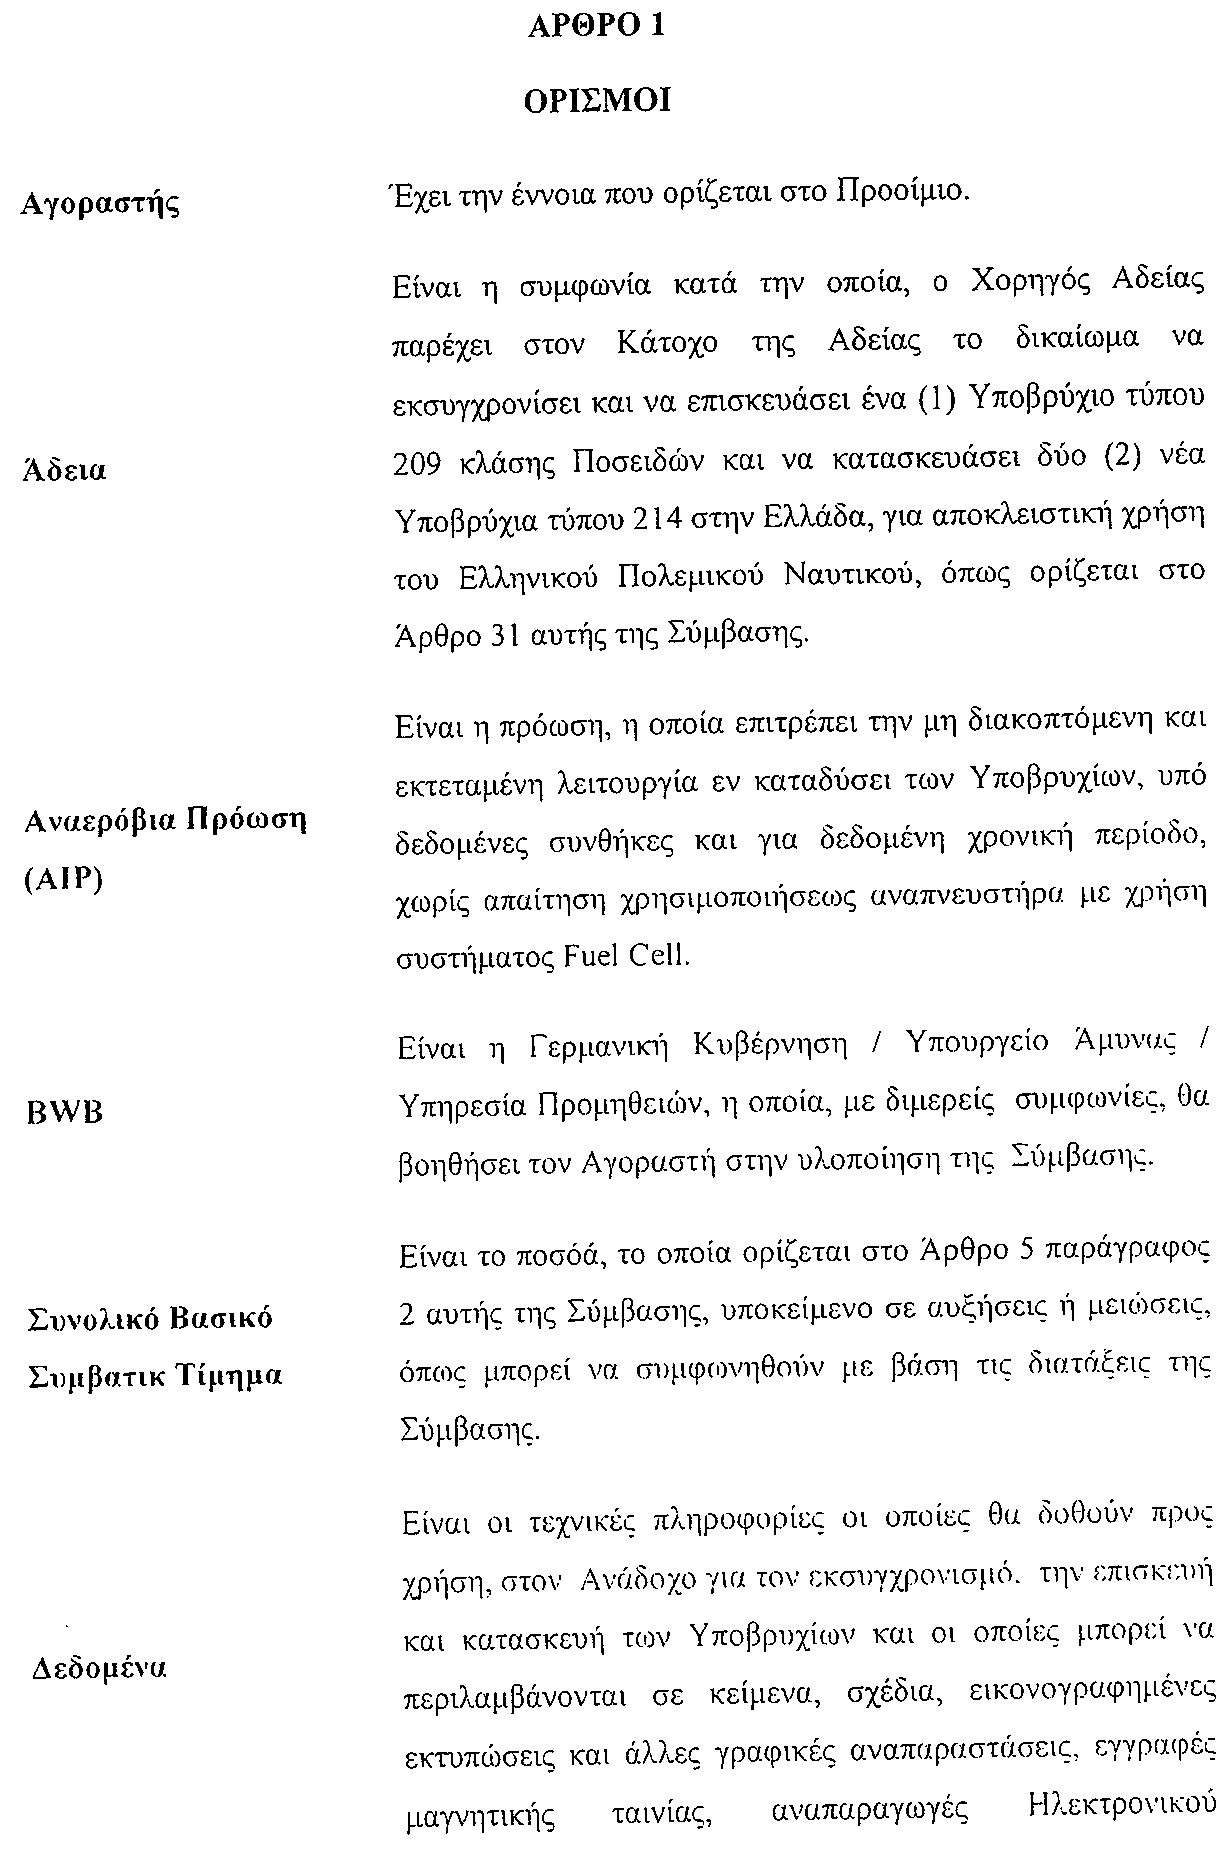 ΑΡΘΡΟ 1
ΟΡΙΣΜΟΙ
Αγοραστής
Έχει την έννοια που ορίζεται στο Προοίμιο.
Άδεια
Είναι η συμφωνία κατά την οποία, ο Χορηγός Αδείας
παρέχει στον Κάτοχο της Αδείας το δικαίωμα να
εκσυγχρονίσει και να επισκευάσει ένα (1) Υποβρύχιο τύπου
209 κλάσης Ποσειδών και να κατασκευάσει δύο (2) νέα
Υποβρύχια τύπου 214 στην Ελλάδα, για αποκλειστική χρήση
του Ελληνικού Πολεμικού Ναυτικού, όπως ορίζεται στο
Άρθρο 31 αυτής της Σύμβασης.
Αναερόβια Πρόωση
(AIP)
Είναι η πρόωση, η οποία επιτρέπει την μη διακοπτόμενη και
εκτεταμένη λειτουργία εν καταδύσει των Υποβρυχίων, υπό
δεδομένες συνθήκες και για δεδομένη χρονική περίοδο,
χωρίς απαίτηση χρησιμοποιήσεως αναπνευστήρα με χρήση
συστήματος Fuel Cell.
BWB
Είναι η Γερμανική Κυβέρνηση / Υπουργείο Άμυνας /
Υπηρεσία Προμηθειών, η οποία, με διμερείς συμφωνίες, θα
βοηθήσει τον Αγοραστή στην υλοποίηση της Σύμβασης.
Συνολικό Βασικό
Συμβατικ Τίμημα
Είναι το ποσόά, το οποία ορίζεται στο Άρθρο 5 παράγραφος
2 αυτής της Σύμβασης, υποκείμενο σε αυξήσεις ή μειώσεις,
όπως μπορεί να συμφωνηθούν με βάση τις διατάξεις της
Σύμβασης.
Δεδομένα
Είναι οι τεχνικές πληροφορίες οι οποίες θα δοθούν προς
χρήση, στον Ανάδοχο για τον εκσυγχρονισμό. την επισκευή
και κατασκευή των Υποβρυχίων και οι οποίες μπορεί να
περιλαμβάνονται σε κείμενα, σχέδια, εικονογραφημένες
εκτυπώσεις και άλλες γραφικές αναπαραστάσεις, εγγραφές
μαγνητικής ταινίας, αναπαραγωγές Ηλεκτρονικού